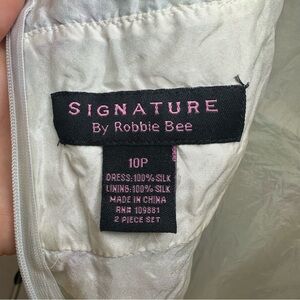 SIGNATURE
By Robbie Bee
10P
DRESS:100% SILK
LINING:100% SILK
MADE IN CHINA
RN# 109881
2 PIECE SET